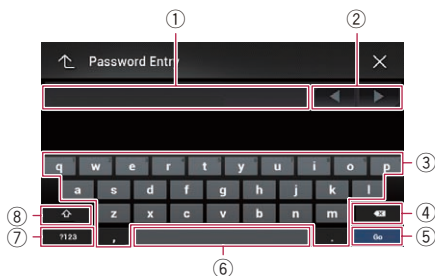 ① ②
Password Entry
q w e r t y u i o p ③
a s d f g h j k l
⑧ z x c v b n m ④
⑦ ?123 , . Go ⑤
⑥